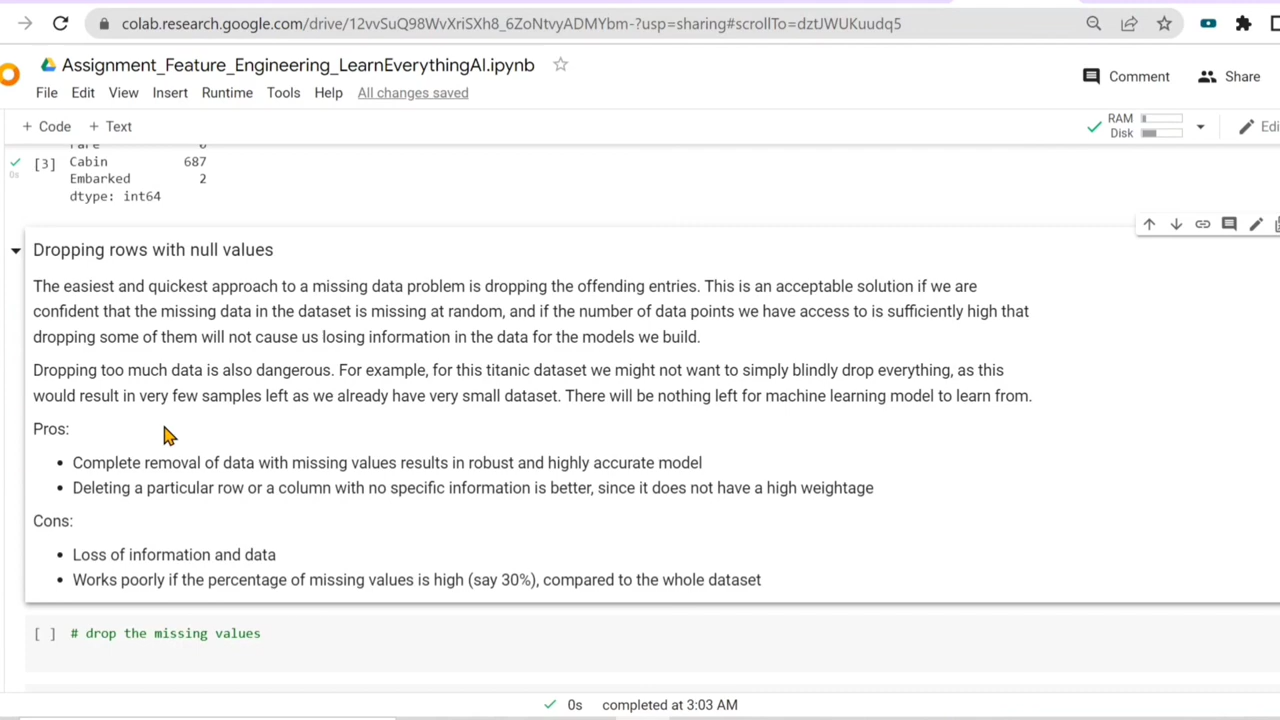 colab.research.google.com/drive/12vvSuQ98WvXriSXh8_6ZoNtvyADMYbm-?usp=sharing#scrollTo=dztJWUKuudq5
Assignment_Feature_Engineering_LearnEverythingAI.ipynb
Comment
Share
File Edit View Insert Runtime Tools Help All changes saved
+ Code + Text
RAM
Disk
[3] Cabin 687
Embarked 2
dtype: int64
0s
Dropping rows with null values
The easiest and quickest approach to a missing data problem is dropping the offending entries. This is an acceptable solution if we are
confident that the missing data in the dataset is missing at random, and if the number of data points we have access to is sufficiently high that
dropping some of them will not cause us losing information in the data for the models we build.
Dropping too much data is also dangerous. For example, for this titanic dataset we might not want to simply blindly drop everything, as this
would result in very few samples left as we already have very small dataset. There will be nothing left for machine learning model to learn from.
Pros:
• Complete removal of data with missing values results in robust and highly accurate model
• Deleting a particular row or a column with no specific information is better, since it does not have a high weightage
Cons:
• Loss of information and data
• Works poorly if the percentage of missing values is high (say 30%), compared to the whole dataset
[ ] # drop the missing values
0s completed at 3:03 AM